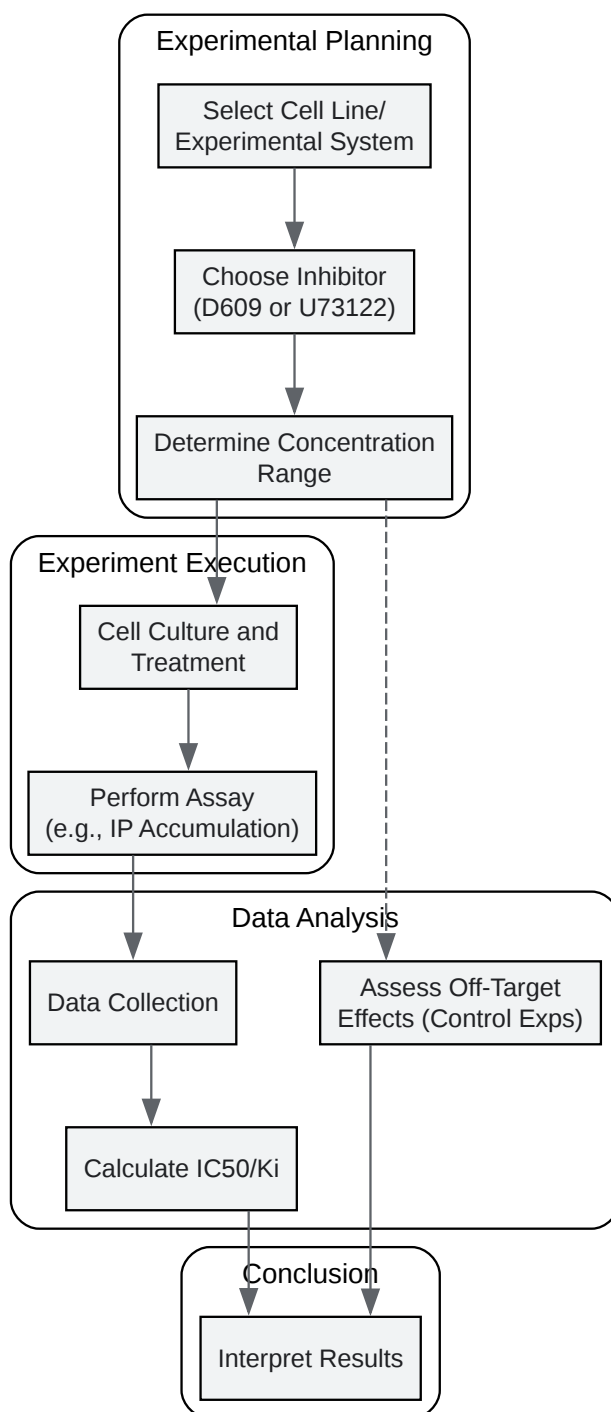 Experimental Planning
Select Cell Line/
Experimental System
Choose Inhibitor
(D609 or U73122)
Determine Concentration
Range
Experiment Execution
Cell Culture and
Treatment
Perform Assay
(e.g., IP Accumulation)
Data Analysis
Data Collection
Assess Off-Target
Effects (Control Exps)
Calculate IC50/Ki
Conclusion
Interpret Results